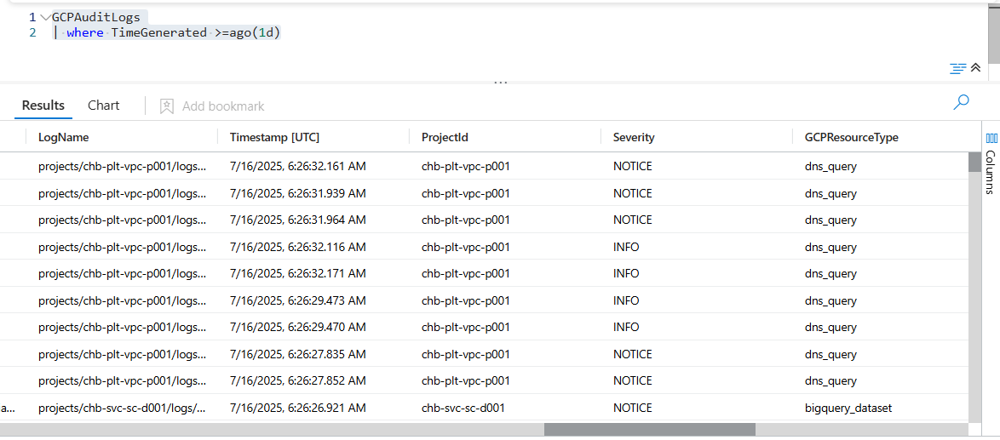 1 GCPAuditLogs
2 | where TimeGenerated >=ago(1d)
...
Results Chart Add bookmark
LogName Timestamp [UTC] ProjectId Severity GCPResourceType
projects/chb-plt-vpc-p001/logs... 7/16/2025, 6:26:32.161 AM chb-plt-vpc-p001 NOTICE dns_query
projects/chb-plt-vpc-p001/logs... 7/16/2025, 6:26:31.939 AM chb-plt-vpc-p001 NOTICE dns_query
projects/chb-plt-vpc-p001/logs... 7/16/2025, 6:26:31.964 AM chb-plt-vpc-p001 NOTICE dns_query
projects/chb-plt-vpc-p001/logs... 7/16/2025, 6:26:32.116 AM chb-plt-vpc-p001 INFO dns_query
projects/chb-plt-vpc-p001/logs... 7/16/2025, 6:26:32.171 AM chb-plt-vpc-p001 INFO dns_query
projects/chb-plt-vpc-p001/logs... 7/16/2025, 6:26:29.473 AM chb-plt-vpc-p001 INFO dns_query
projects/chb-plt-vpc-p001/logs... 7/16/2025, 6:26:29.470 AM chb-plt-vpc-p001 INFO dns_query
projects/chb-plt-vpc-p001/logs... 7/16/2025, 6:26:27.835 AM chb-plt-vpc-p001 NOTICE dns_query
projects/chb-plt-vpc-p001/logs... 7/16/2025, 6:26:27.852 AM chb-plt-vpc-p001 NOTICE dns_query
a... projects/chb-svc-sc-d001/logs/... 7/16/2025, 6:26:26.921 AM chb-svc-sc-d001 NOTICE bigquery_dataset
Columns